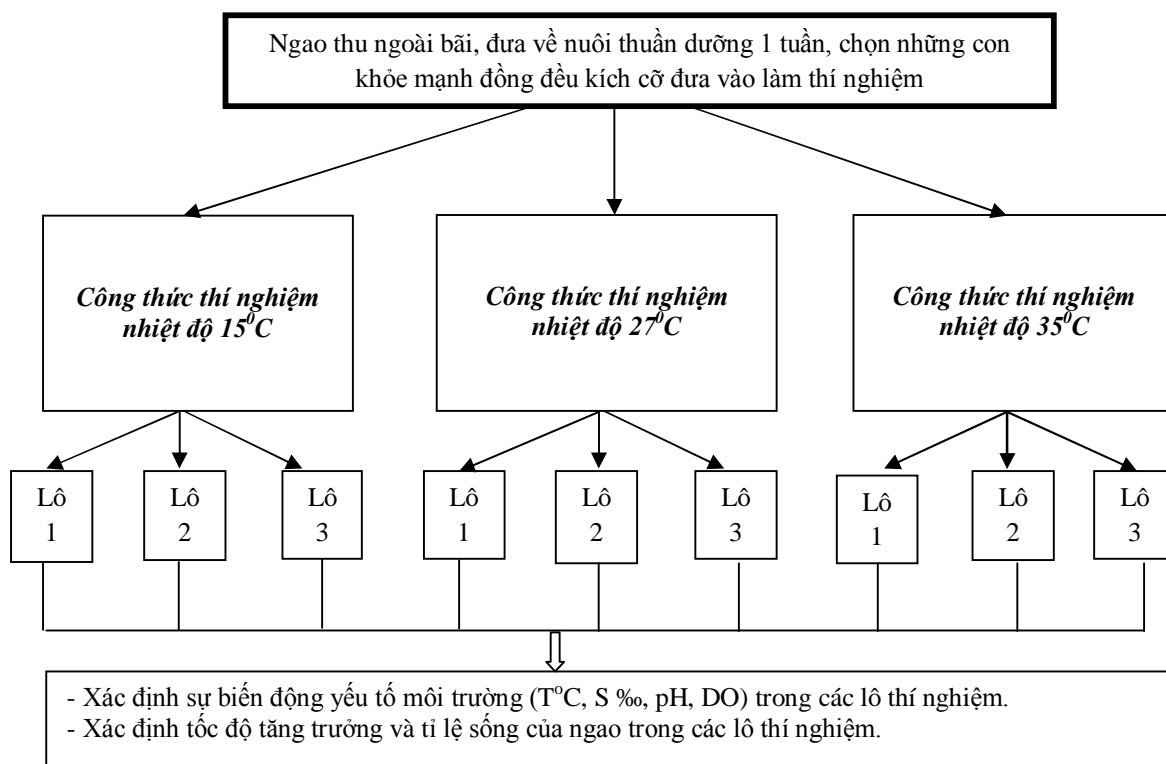 Ngao thu ngoài bãi, đưa về nuôi thuần dưỡng 1 tuần, chọn những con
khỏe mạnh đồng đều kích cỡ đưa vào làm thí nghiệm
Công thức thí nghiệm
nhiệt độ 15⁰C
Công thức thí nghiệm
nhiệt độ 27⁰C
Công thức thí nghiệm
nhiệt độ 35⁰C
Lô
1
Lô
2
Lô
3
Lô
1
Lô
2
Lô
3
Lô
1
Lô
2
Lô
3
- Xác định sự biến động yếu tố môi trường (TºC, S ‰, pH, DO) trong các lô thí nghiệm.
- Xác định tốc độ tăng trưởng và tỉ lệ sống của ngao trong các lô thí nghiệm.